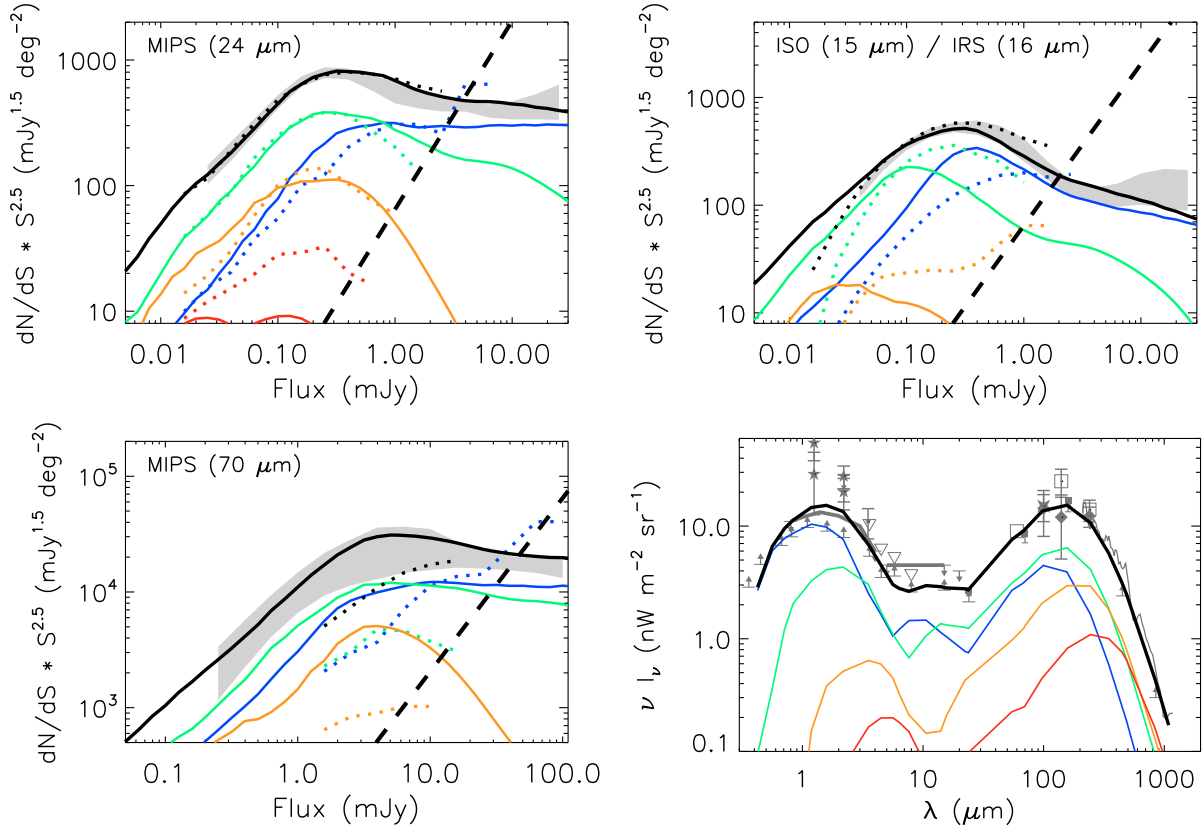 MIPS (24 μm)
1000
100
10
dN/dS * S^2.5 (mJy^1.5 deg^-2)
0.01 0.10 1.00 10.00
Flux (mJy)
ISO (15 μm) / IRS (16 μm)
1000
100
10
dN/dS * S^2.5 (mJy^1.5 deg^-2)
0.01 0.10 1.00 10.00
Flux (mJy)
MIPS (70 μm)
10^5
10^4
10^3
dN/dS * S^2.5 (mJy^1.5 deg^-2)
0.1 1.0 10.0 100.0
Flux (mJy)
10.0
1.0
0.1
ν I_ν (nW m^-2 sr^-1)
1 10 100 1000
λ (μm)